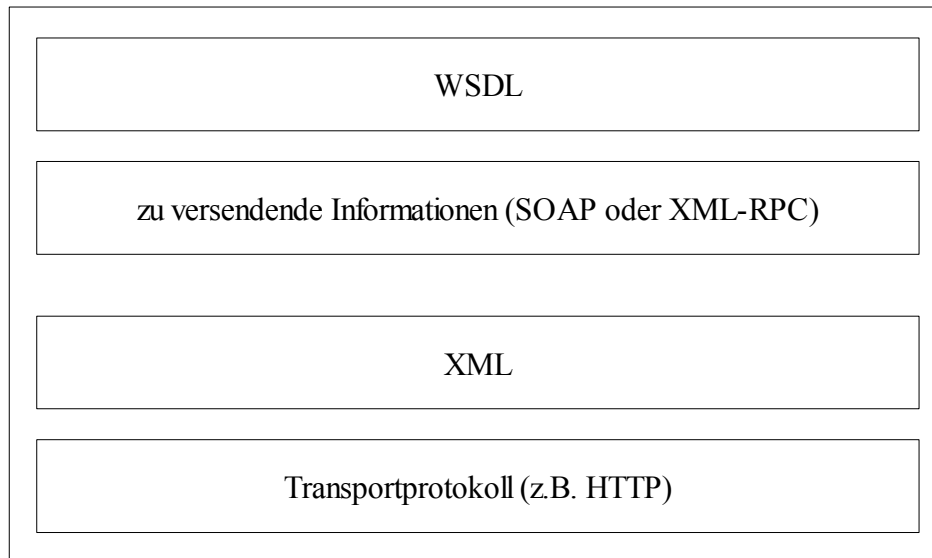 WSDL
zu versendende Informationen (SOAP oder XML-RPC)
XML
Transportprotokoll (z.B. HTTP)